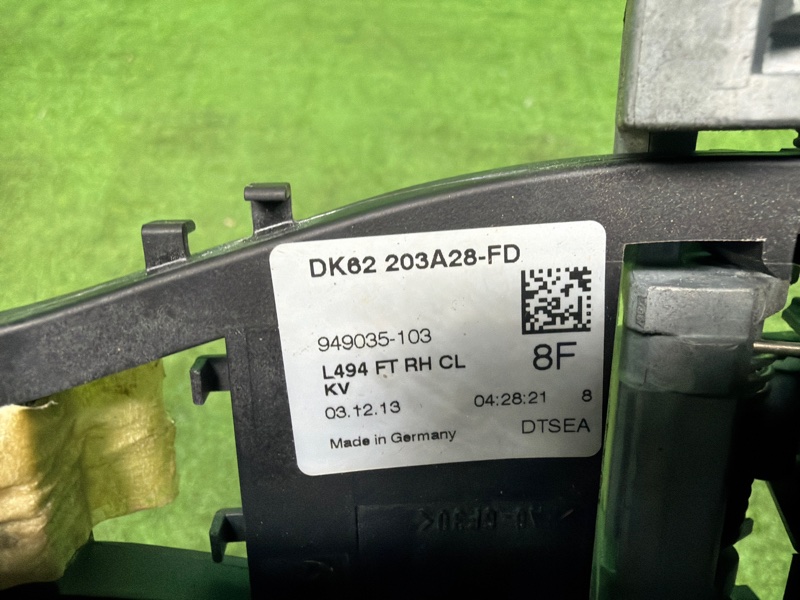 DK62 203A28-FD
949035-103
8F
L494 FT RH CL
KV
03.12.13 04:28:21 8
Made in Germany DTSEA